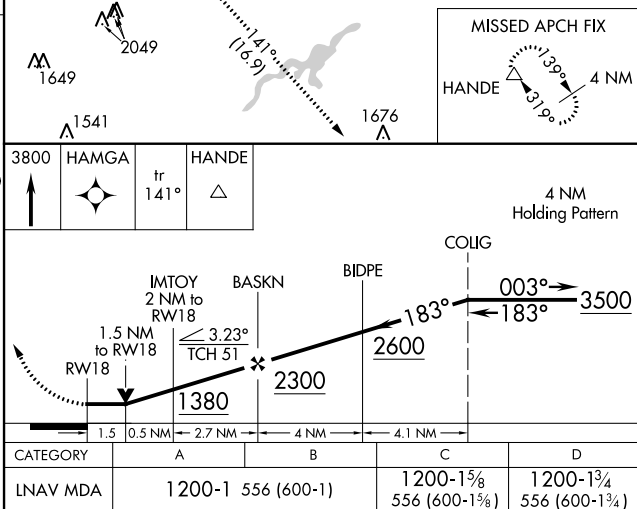 2049
1649
1541
141°
(16.9)
1676
MISSED APCH FIX
HANDE
139°
319°
4 NM
3800
HAMGA
tr
141°
HANDE
4 NM
Holding Pattern
COLIG
BIDPE
BASKN
IMTOY
2 NM to
RW18
1.5 NM
to RW18
RW18
3.23°
TCH 51
183°
003°
183°
3500
2600
2300
1380
1.5 0.5 NM 2.7 NM 4 NM 4.1 NM
CATEGORY A B C D
LNAV MDA 1200-1 556 (600-1) 1200-1⅝ 1200-1¾
556 (600-1⅝) 556 (600-1¾)